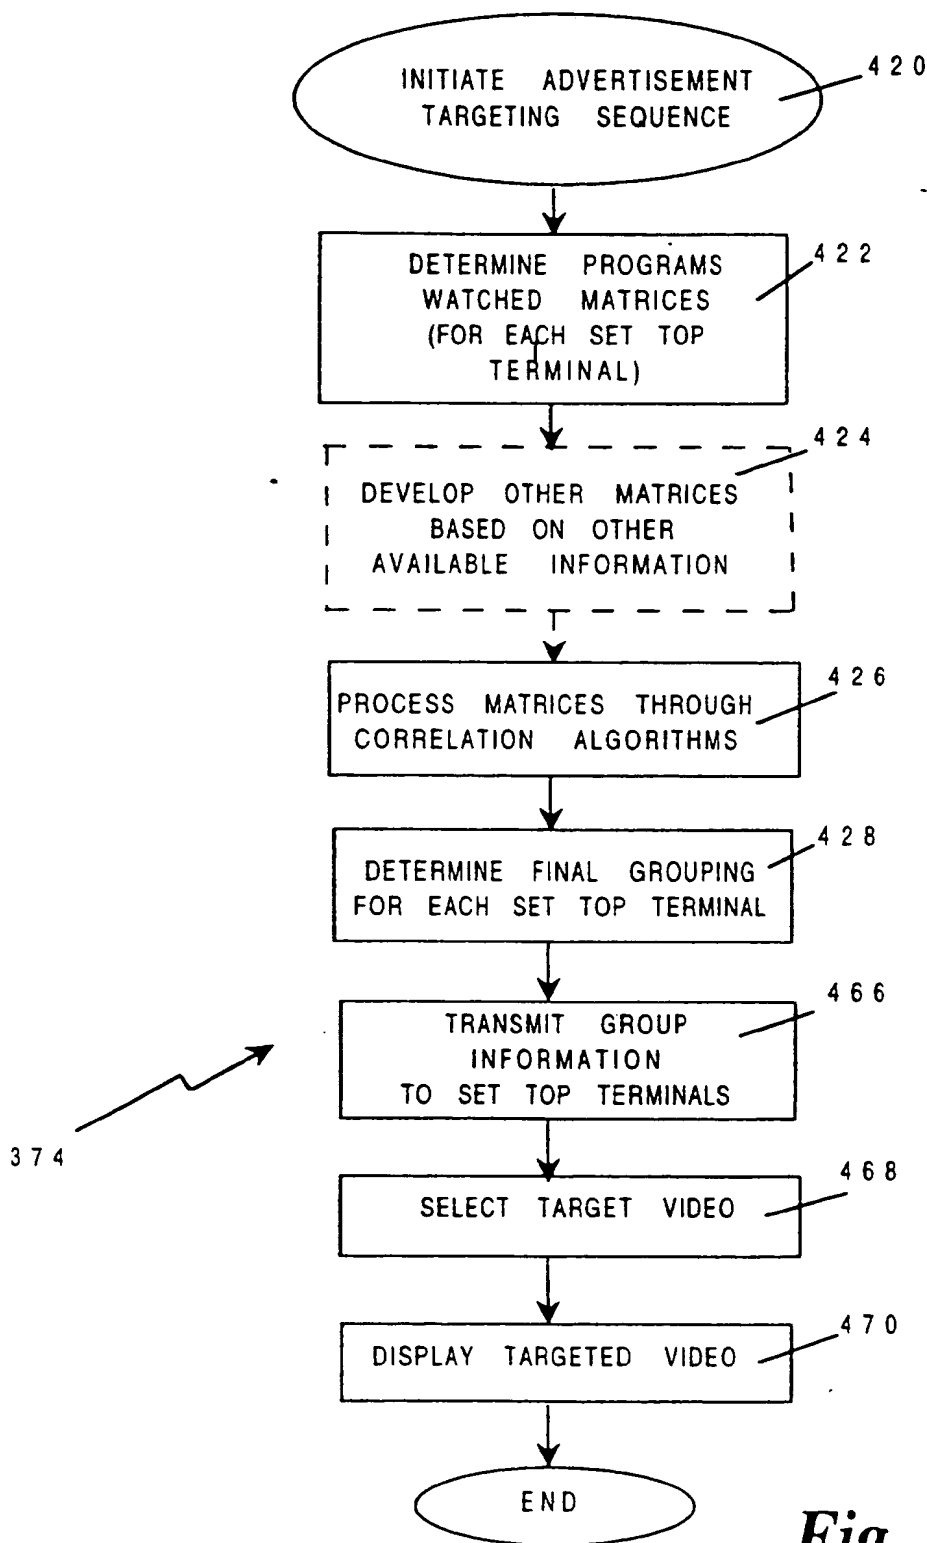 INITIATE ADVERTISEMENT
TARGETING SEQUENCE
420
DETERMINE PROGRAMS
WATCHED MATRICES
(FOR EACH SET TOP
TERMINAL)
422
DEVELOP OTHER MATRICES
BASED ON OTHER
AVAILABLE INFORMATION
424
PROCESS MATRICES THROUGH
CORRELATION ALGORITHMS
426
DETERMINE FINAL GROUPING
FOR EACH SET TOP TERMINAL
428
TRANSMIT GROUP
INFORMATION
TO SET TOP TERMINALS
466
374
SELECT TARGET VIDEO
468
DISPLAY TARGETED VIDEO
470
END
Fig